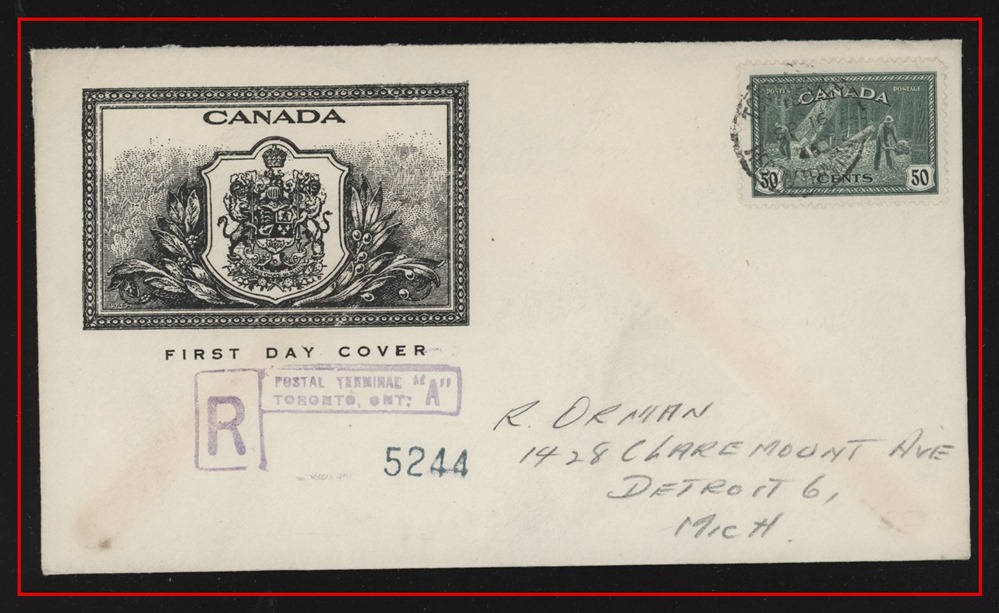 CANADA
FIRST DAY COVER
R
POSTAL TERMINAL "A"
TORONTO, ONT.
5244
POSTES POSTAGE
CANADA
50 CENTS 50
R. ORMAN
1428 CLAREMOUNT AVE
DETROIT 6,
MICH.